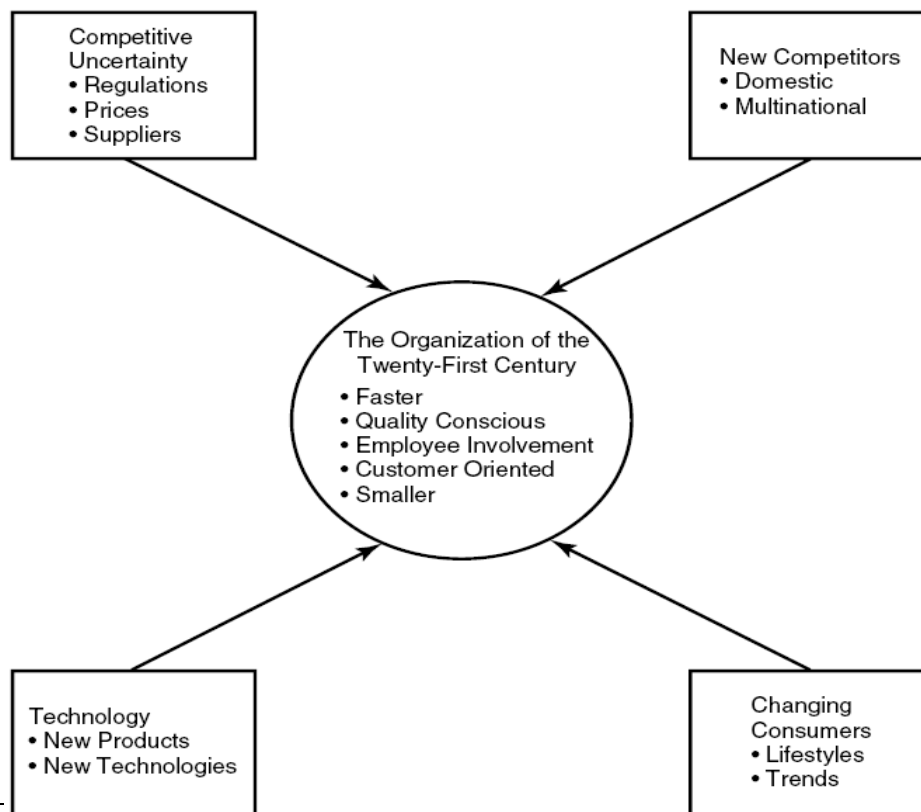 Competitive
Uncertainty
• Regulations
• Prices
• Suppliers
New Competitors
• Domestic
• Multinational
The Organization of the
Twenty-First Century
• Faster
• Quality Conscious
• Employee Involvement
• Customer Oriented
• Smaller
Technology
• New Products
• New Technologies
Changing
Consumers
• Lifestyles
• Trends